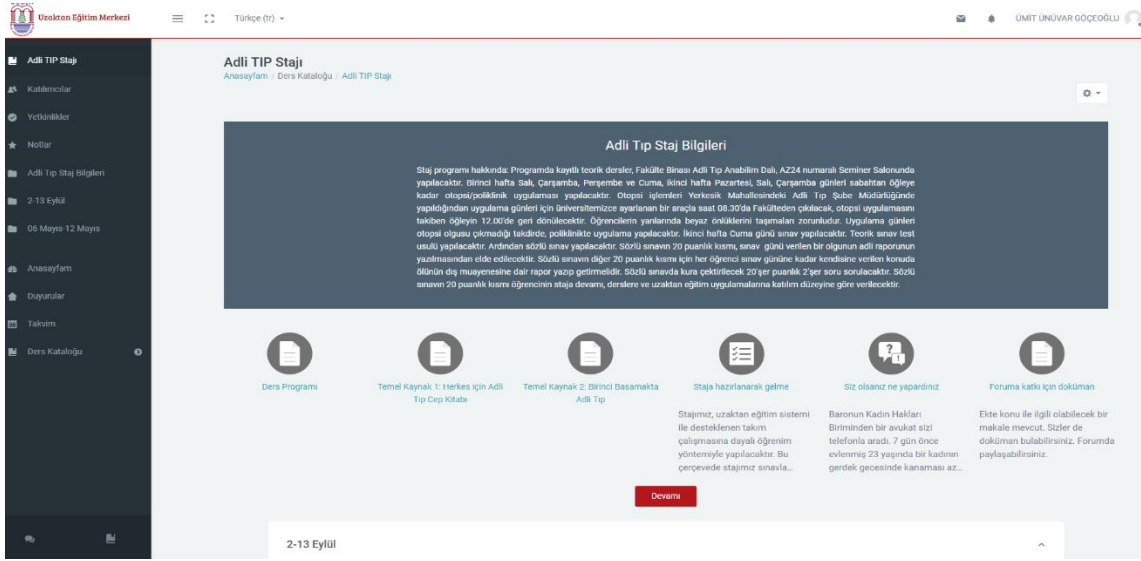 Uzaktan Eğitim Merkezi
Türkçe (tr)
ÜMİT ÜNÜVAR GÖÇEOĞLU
Adli TIP Stajı
Katılımcılar
Yetkinlikler
Notlar
Adli Tıp Staj Bilgileri
2-13 Eylül
06 Mayıs-12 Mayıs
Anasayfam
Duyurular
Takvim
Ders Kataloğu
Adli TIP Stajı
Anasayfam / Ders Kataloğu / Adli TIP Stajı
Adli Tıp Staj Bilgileri
Staj programı hakkında: Programda kayıtlı teorik dersler, Fakülte Binası Adli Tıp Anabilim Dalı, AZ24 numaralı Seminer Salonunda
yapılacaktır. Birinci hafta Salı, Çarşamba, Perşembe ve Cuma, ikinci hafta Pazartesi, Salı, Çarşamba günleri sabahtan öğleye
kadar otopsi/poliklinik uygulaması yapılacaktır. Otopsi işlemleri Yerkesik Mahallesindeki Adli Tıp Şube Müdürlüğünde
yapıldığından uygulama günleri için üniversitemizce ayarlanan bir araçla saat 08.30'da Fakülteden çıkılacak, otopsi uygulamasını
takiben öğleyin 12.00'de geri dönülecektir. Öğrencilerin yanlarında beyaz önlüklerini taşımaları zorunludur. Uygulama günleri
otopsi olgusu çıkmadığı takdirde, poliklinikte uygulama yapılacaktır. İkinci hafta Cuma günü sınav yapılacaktır. Teorik sınav test
usulü yapılacaktır. Ardından sözlü sınav yapılacaktır. Sözlü sınavın 20 puanlık kısmı, sınav günü verilen bir olgunun adli raporunun
yazılmasından elde edilecektir. Sözlü sınavın diğer 20 puanlık kısmı için her öğrenci sınav gününe kadar kendisine verilen konuda
ölünün dış muayenesine dair rapor yazıp getirmelidir. Sözlü sınavda kura çektirilecek 20'şer puanlık 2'şer soru sorulacaktır. Sözlü
sınavın 20 puanlık kısmı öğrencinin staja devamı, derslere ve uzaktan eğitim uygulamalarına katılım düzeyine göre verilecektir.
Ders Programı
Temel Kaynak 1: Herkes için Adli
Tıp Cep Kitabı
Temel Kaynak 2: Birinci Basamakta
Adli Tıp
Staja hazırlanarak gelme
Stajımız, uzaktan eğitim sistemi
ile desteklenen takım
çalışmasına dayalı öğrenim
yöntemiyle yapılacaktır. Bu
çerçevede stajımız sınavla...
Siz olsanız ne yapardınız
Baronun Kadın Hakları
Biriminden bir avukat sizi
telefonla aradı. 7 gün önce
evlenmiş 23 yaşında bir kadının
gerdek gecesinde kanaması az...
Foruma katkı için doküman
Ekte konu ile ilgili olabilecek bir
makale mevcut. Sizler de
doküman bulabilirsiniz. Forumda
paylaşabilirsiniz.
Devamı
2-13 Eylül